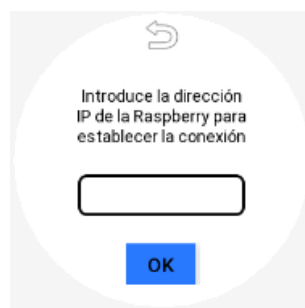 Introduce la dirección
IP de la Raspberry para
establecer la conexión
OK